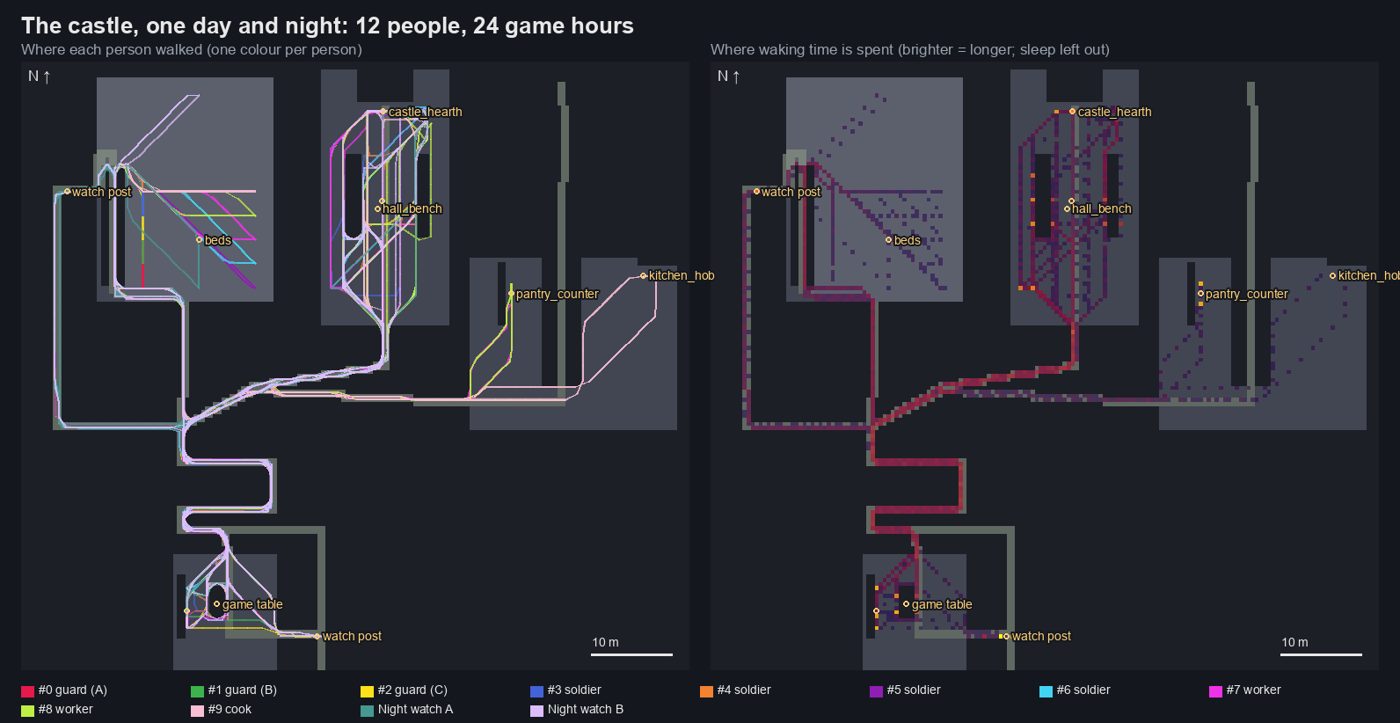 The castle, one day and night: 12 people, 24 game hours
Where each person walked (one colour per person)
N ↑
castle_hearth
watch post
hall_bench
beds
kitchen_hob
pantry_counter
game table
watch post
10 m
Where waking time is spent (brighter = longer; sleep left out)
N ↑
castle_hearth
watch post
hall_bench
beds
kitchen_hob
pantry_counter
game table
watch post
10 m
#0 guard (A)
#1 guard (B)
#2 guard (C)
#3 soldier
#4 soldier
#5 soldier
#6 soldier
#7 worker
#8 worker
#9 cook
Night watch A
Night watch B